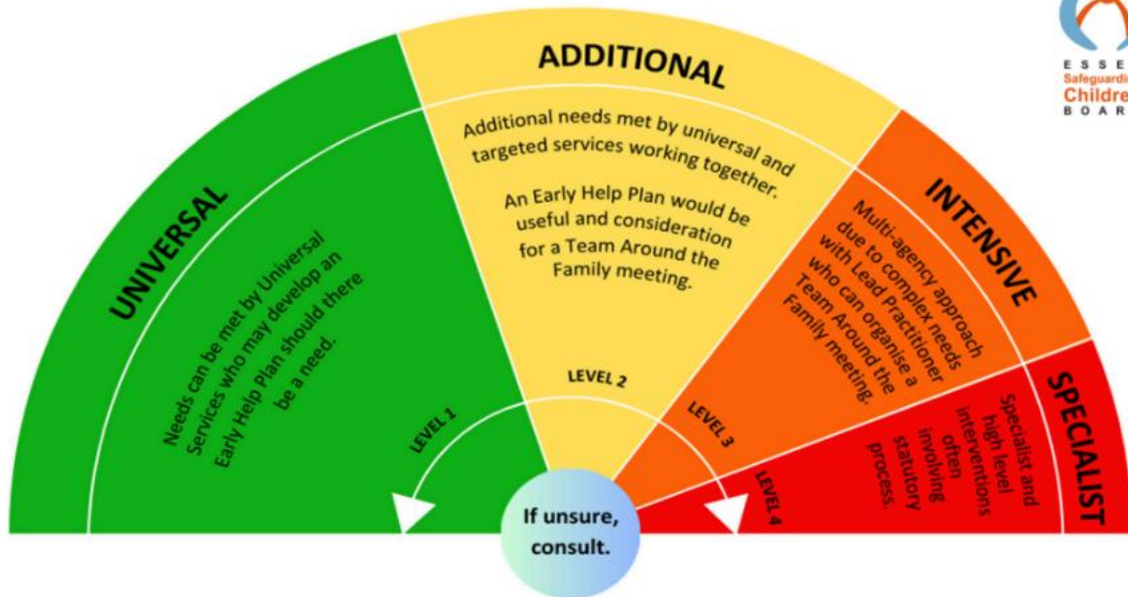 UNIVERSAL
Needs can be met by Universal
Services who may develop an
Early Help Plan should there
be a need.
LEVEL 1
ADDITIONAL
Additional needs met by universal and
targeted services working together.
An Early Help Plan would be
useful and consideration
for a Team Around the
Family meeting.
LEVEL 2
INTENSIVE
Multi-agency approach
due to complex needs
with Lead Practitioner
who can organise a
Team Around the
Family meeting.
LEVEL 3
SPECIALIST
Specialist and
high level
interventions
often
involving
statutory
process.
LEVEL 4
If unsure,
consult.
E S S E
Safeguardin
Childre
B O A R